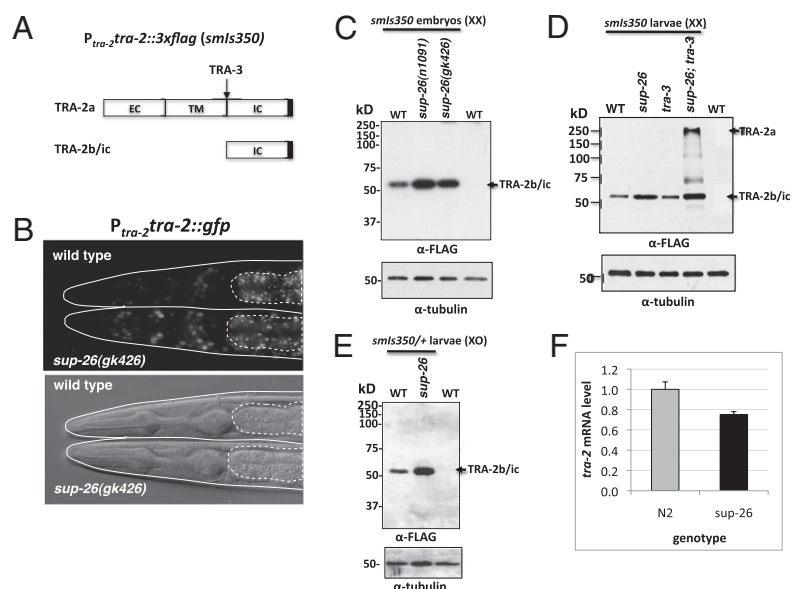 A
Ptra-2tra-2::3xflag (smIs350)
TRA-3
TRA-2a
EC
TM
IC
TRA-2b/ic
IC
B
Ptra-2tra-2::gfp
wild type
sup-26(gk426)
wild type
sup-26(gk426)
C
smIs350 embryos (XX)
WT
sup-26(n1091)
sup-26(gk426)
WT
kD
250-
150-
100-
75-
50-
37-
TRA-2b/ic
α-FLAG
50-
α-tubulin
D
smIs350 larvae (XX)
WT
sup-26
tra-3
sup-26; tra-3
WT
kD
250
150
100
75
50
TRA-2a
TRA-2b/ic
α-FLAG
50
α-tubulin
E
smIs350/+ larvae (XO)
WT
sup-26
WT
kD
250-
150-
100-
75-
50-
37-
TRA-2b/ic
α-FLAG
50-
α-tubulin
F
tra-2 mRNA level
1.2
1.0
0.8
0.6
0.4
0.2
0.0
N2
sup-26
genotype